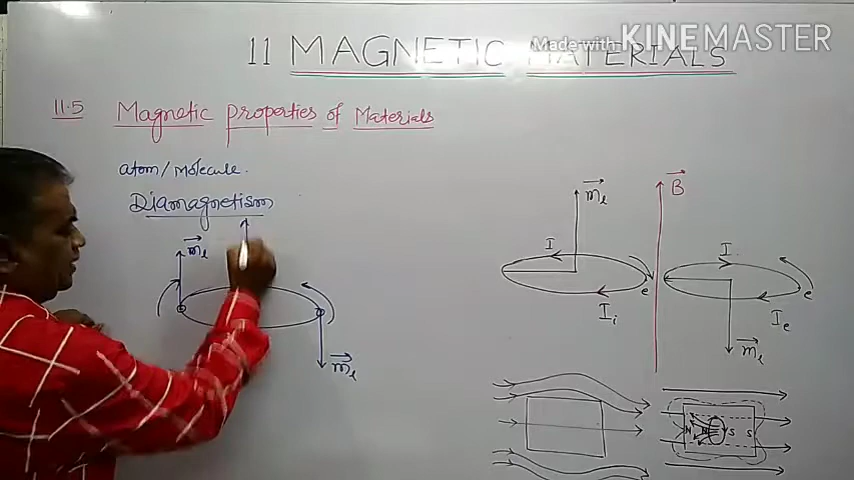 11 MAGNETIC MATERIALS
Made with KINEMASTER
11.5 Magnetic properties of Materials
atom/Molecule.
Diamagnetism
m⃗ₗ
m⃗ₗ
m⃗ₗ
B⃗
I
e
Iᵢ
I
e
Iₑ
m⃗ₗ
N N S S